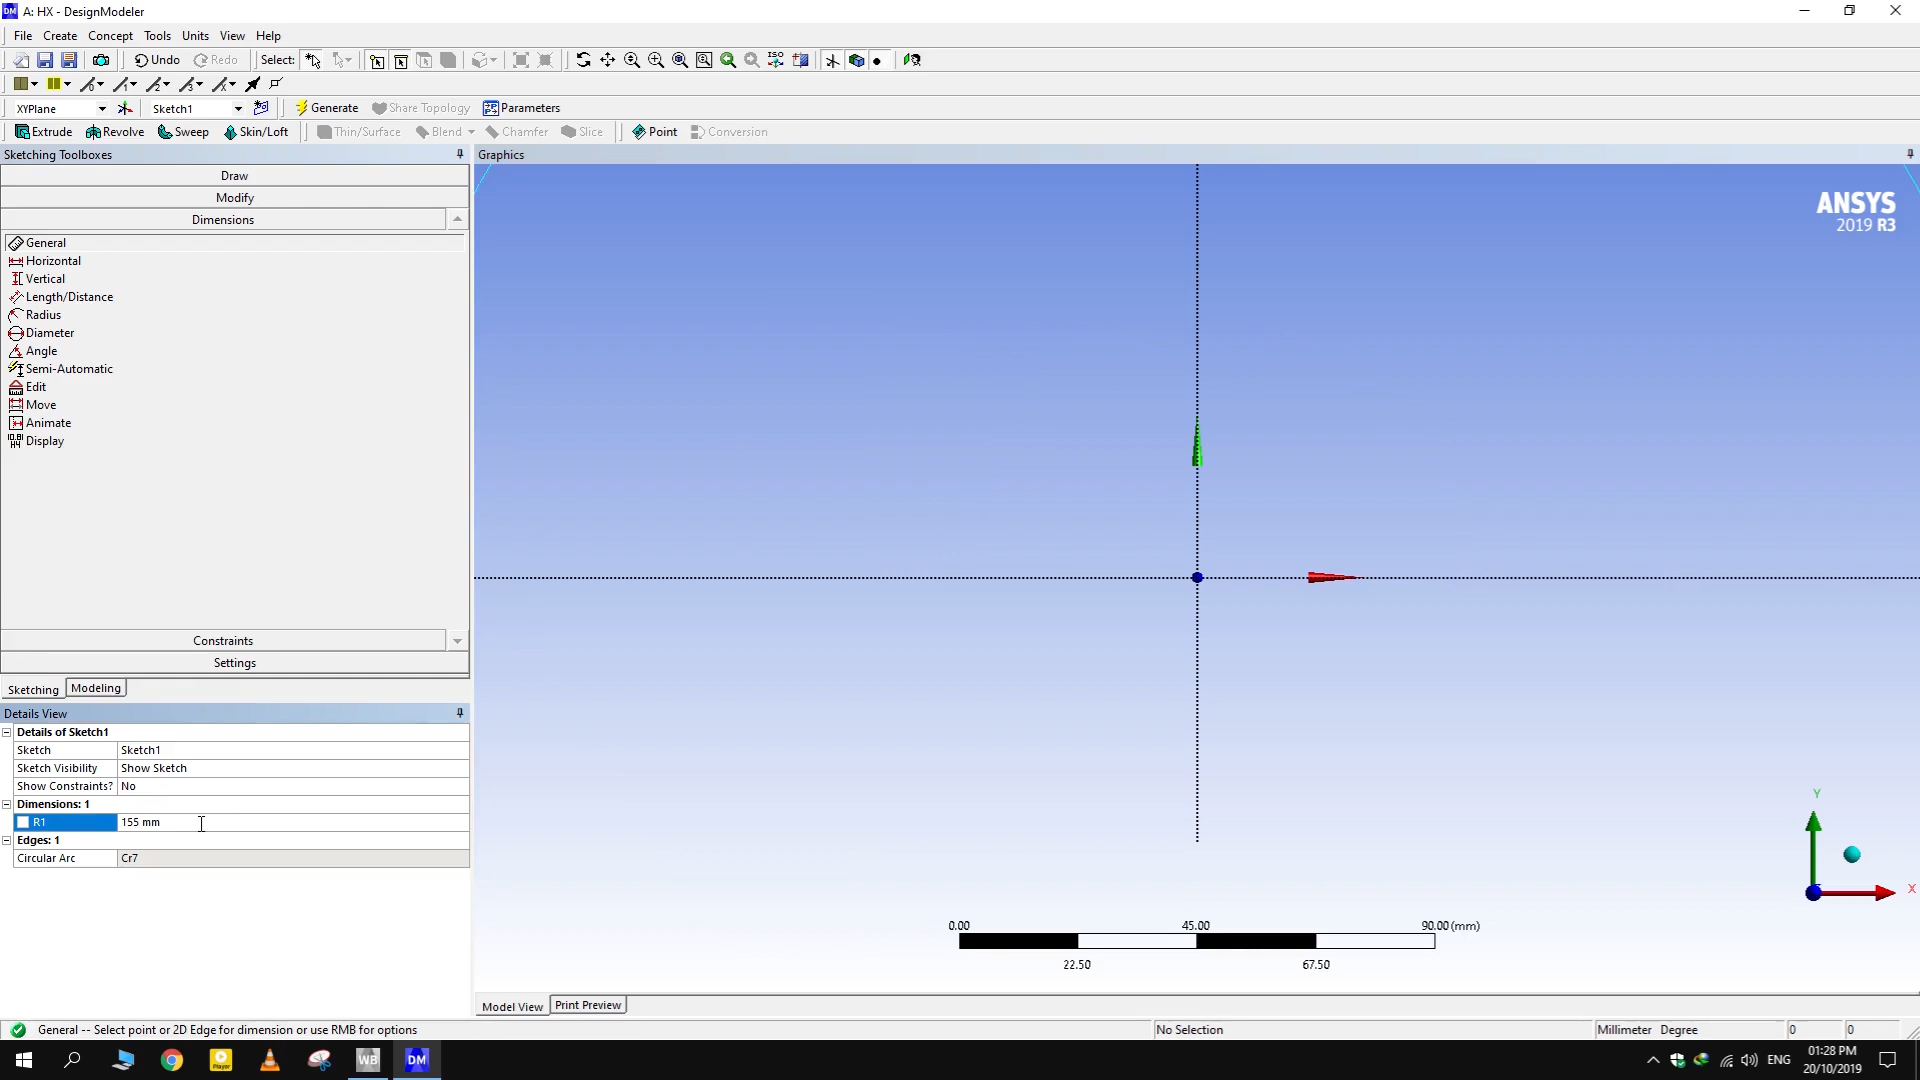 A: HX - DesignModeler
File Create Concept Tools Units View Help
Undo Redo Select: ISO
XYPlane Sketch1 Generate Share Topology Parameters
Extrude Revolve Sweep Skin/Loft Thin/Surface Blend Chamfer Slice Point Conversion
Sketching Toolboxes
Draw
Modify
Dimensions
General
Horizontal
Vertical
Length/Distance
Radius
Diameter
Angle
Semi-Automatic
Edit
Move
Animate
Display
Constraints
Settings
Sketching Modeling
Details View
Details of Sketch1
Sketch Sketch1
Sketch Visibility Show Sketch
Show Constraints? No
Dimensions: 1
R1 155 mm
Edges: 1
Circular Arc Cr7
Graphics
ANSYS
2019 R3
Y
X
0.00 45.00 90.00 (mm)
22.50 67.50
Model View Print Preview
General -- Select point or 2D Edge for dimension or use RMB for options No Selection Millimeter Degree 0 0
Player WB DM ENG 01:28 PM
20/10/2019